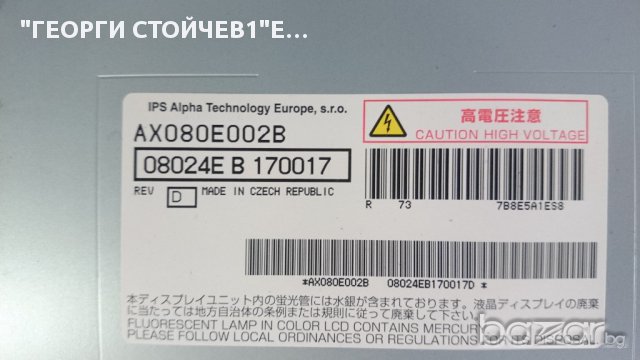 "ГЕОРГИ СТОЙЧЕВ1"Е...
IPS Alpha Technology Europe, s.r.o.
AX080E002B
08024E B 170017
REV D MADE IN CZECH REPUBLIC
高電圧注意
CAUTION HIGH VOLTAGE
R 73 7B8E5A1ES8
*AX080E002B 08024EB170017D *
本ディスプレイユニット内の蛍光管には水銀が含まれております。液晶ディスプレイの廃棄
に当たっては地方自治体の条例または規則に従って廃棄して下さい。
FLUORESCENT LAMP IN COLOR LCD CONTAINS MERCURY
PLEASE FOLLOW LOCAL ORDINANCES OR REGULATIONS FOR ITS DISPOSAL
bazar.bg